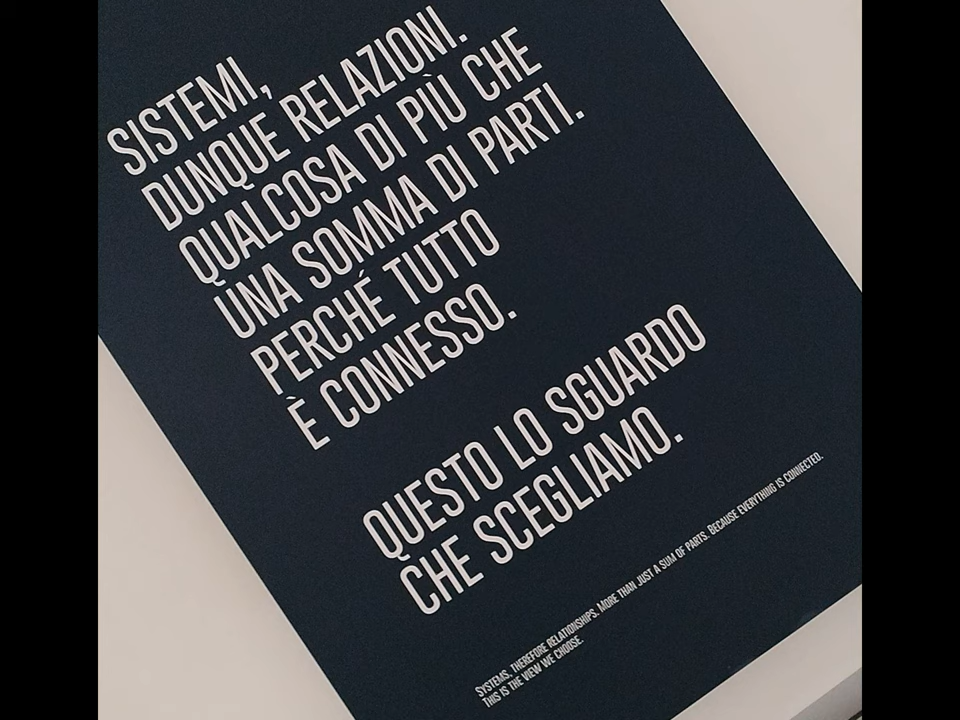 SISTEMI,
DUNQUE RELAZIONI.
QUALCOSA DI PIÙ CHE
UNA SOMMA DI PARTI.
PERCHÉ TUTTO
È CONNESSO.
QUESTO LO SGUARDO
CHE SCEGLIAMO.
SYSTEMS, THEREFORE RELATIONSHIPS. MORE THAN JUST A SUM OF PARTS. BECAUSE EVERYTHING IS CONNECTED.
THIS IS THE VIEW WE CHOOSE.